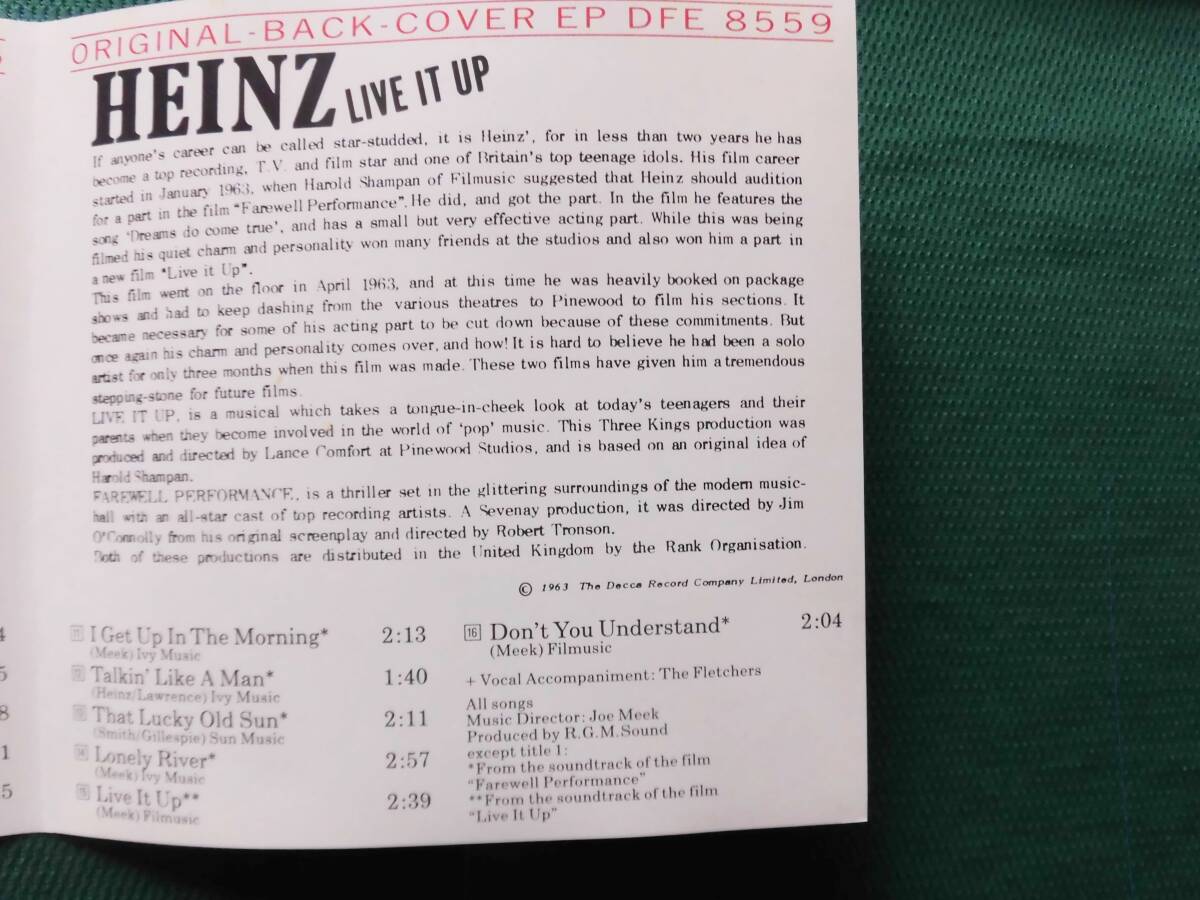 ORIGINAL-BACK-COVER EP DFE 8559
HEINZ LIVE IT UP
If anyone's career can be called star-studded, it is Heinz', for in less than two years he has
become a top recording, T.V. and film star and one of Britain's top teenage idols. His film career
started in January 1963, when Harold Shampan of Filmusic suggested that Heinz should audition
for a part in the film "Farewell Performance". He did, and got the part. In the film he features the
song 'Dreams do come true', and has a small but very effective acting part. While this was being
filmed his quiet charm and personality won many friends at the studios and also won him a part in
a new film "Live it Up".
This film went on the floor in April 1963, and at this time he was heavily booked on package
shows and had to keep dashing from the various theatres to Pinewood to film his sections. It
became necessary for some of his acting part to be cut down because of these commitments. But
once again his charm and personality comes over, and how! It is hard to believe he had been a solo
artist for only three months when this film was made. These two films have given him a tremendous
stepping-stone for future films.
LIVE IT UP, is a musical which takes a tongue-in-cheek look at today's teenagers and their
parents when they become involved in the world of 'pop' music. This Three Kings production was
produced and directed by Lance Comfort at Pinewood Studios, and is based on an original idea of
Harold Shampan.
FAREWELL PERFORMANCE, is a thriller set in the glittering surroundings of the modern music-
hall with an all-star cast of top recording artists. A Sevenay production, it was directed by Jim
O'Connolly from his original screenplay and directed by Robert Tronson.
Both of these productions are distributed in the United Kingdom by the Rank Organisation.
© 1963 The Decca Record Company Limited, London
4
5
8
1
5
11 I Get Up In The Morning* 2:13
(Meek) Ivy Music
12 Talkin' Like A Man* 1:40
(Heinz/Lawrence) Ivy Music
13 That Lucky Old Sun* 2:11
(Smith/Gillespie) Sun Music
14 Lonely River* 2:57
(Meek) Ivy Music
15 Live It Up** 2:39
(Meek) Filmusic
16 Don't You Understand* 2:04
(Meek) Filmusic
+ Vocal Accompaniment: The Fletchers
All songs
Music Director: Joe Meek
Produced by R.G.M. Sound
except title 1:
*From the soundtrack of the film
"Farewell Performance"
**From the soundtrack of the film
"Live It Up"